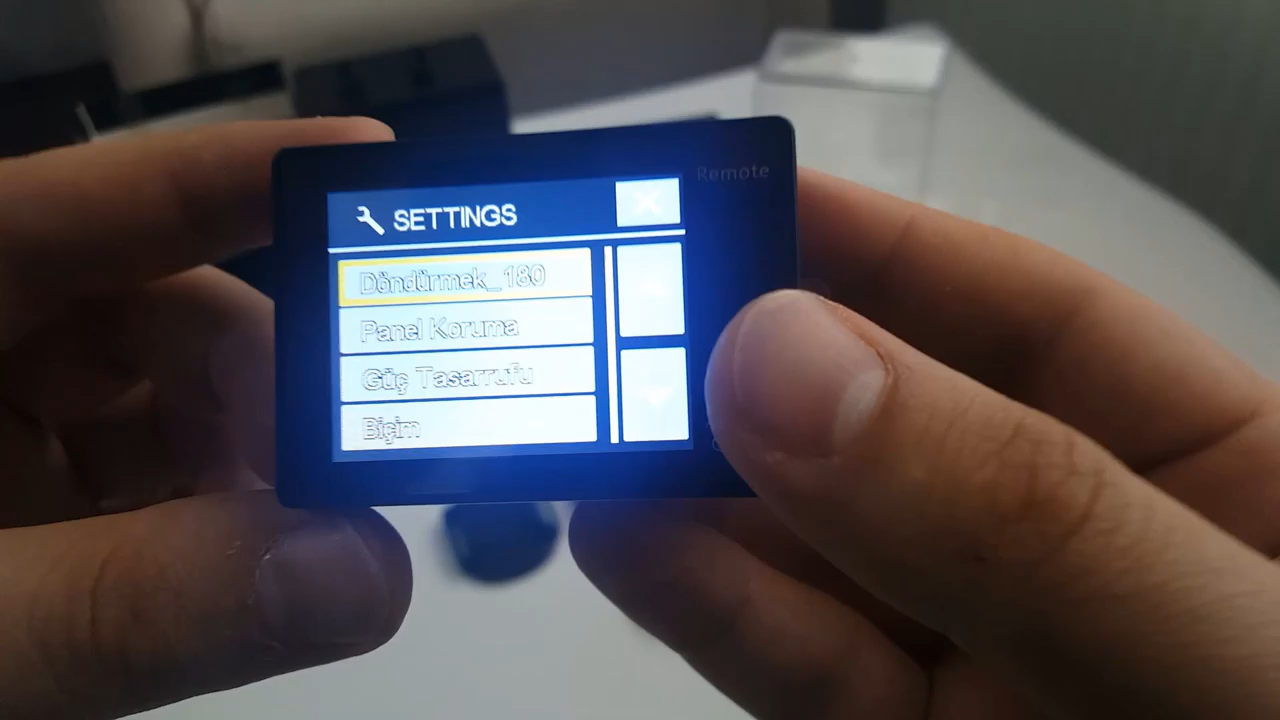 Remote
SETTINGS
Döndürmek_180
Panel Koruma
Güç Tasarrufu
Biçim